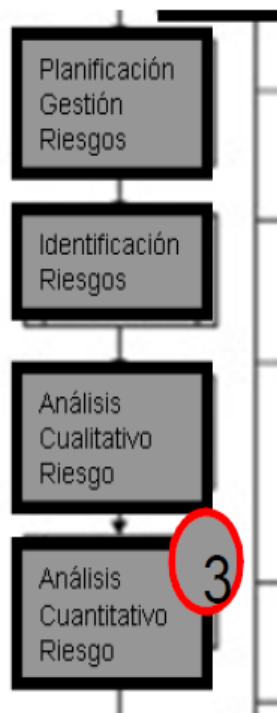 Planificación
Gestión
Riesgos
Identificación
Riesgos
Análisis
Cualitativo
Riesgo
3
Análisis
Cuantitativo
Riesgo